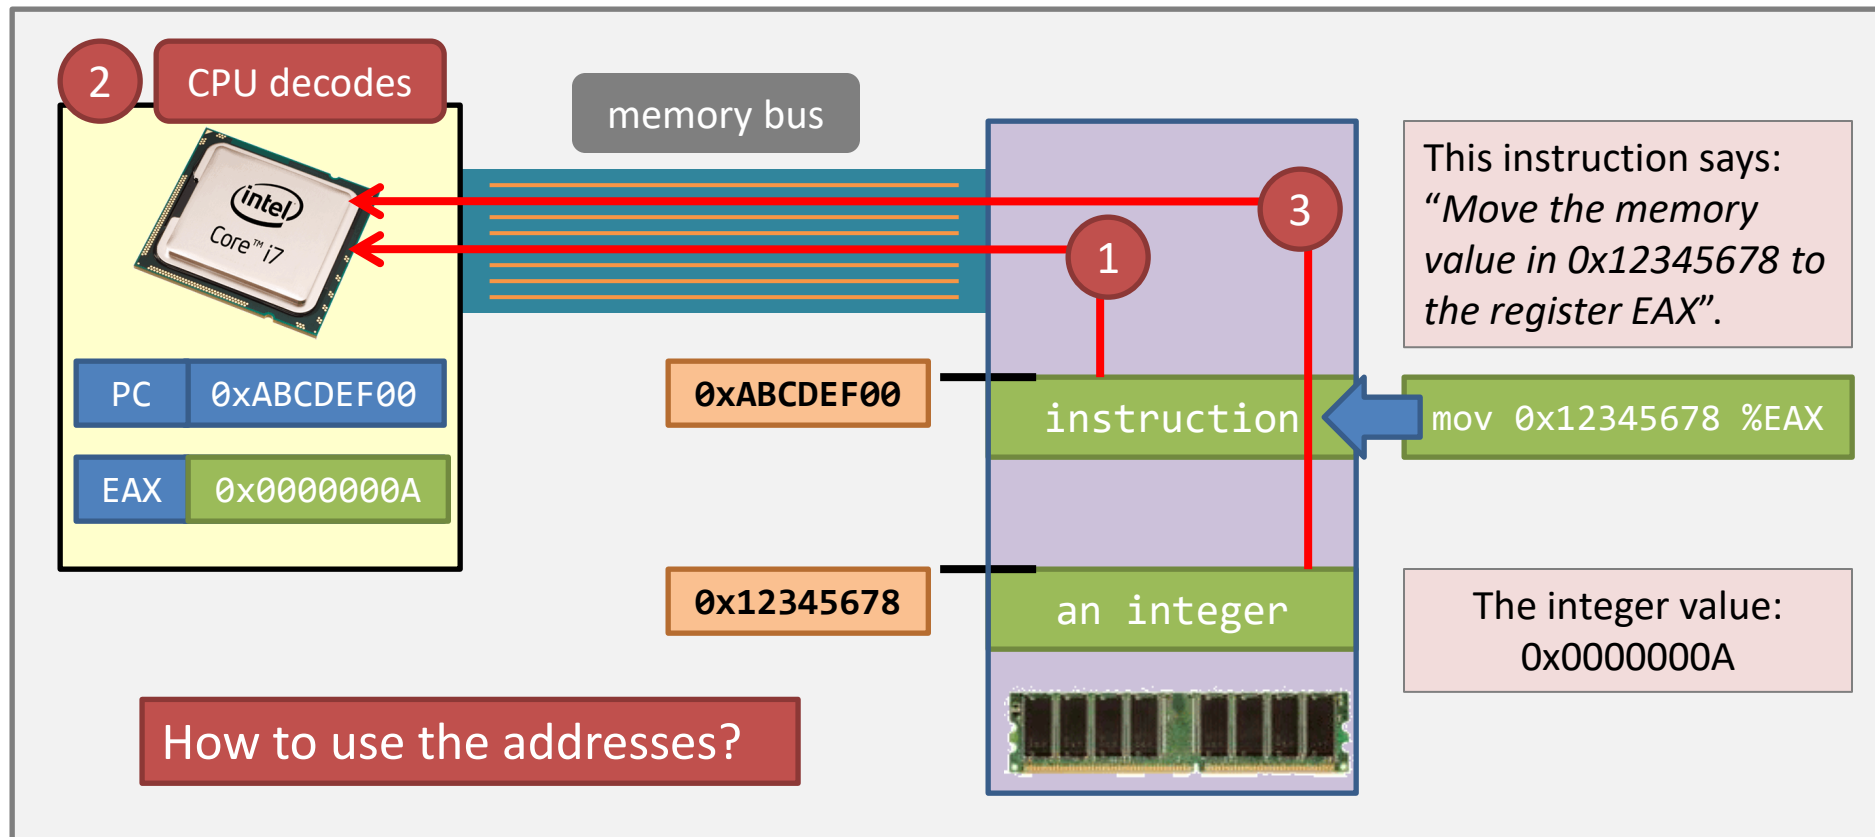 2
CPU decodes
memory bus
intel
Core™ i7
3
1
This instruction says:
“Move the memory
value in 0x12345678 to
the register EAX”.
PC 0xABCDEF00
0xABCDEF00
instruction
mov 0x12345678 %EAX
EAX 0x0000000A
0x12345678
an integer
The integer value:
0x0000000A
How to use the addresses?